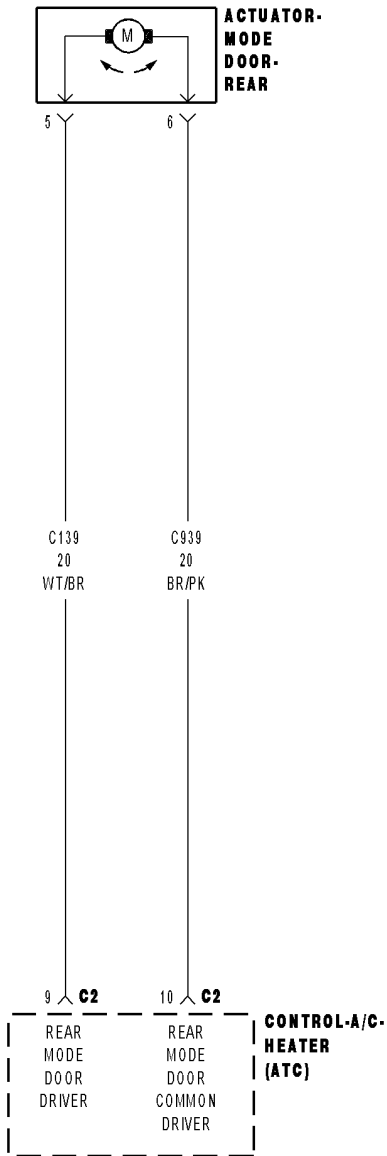 ACTUATOR-
MODE
DOOR-
REAR
M
5
6
C139
20
WT/BR
C939
20
BR/PK
9 C2
10 C2
CONTROL-A/C-
HEATER
(ATC)
REAR
MODE
DOOR
DRIVER
REAR
MODE
DOOR
COMMON
DRIVER